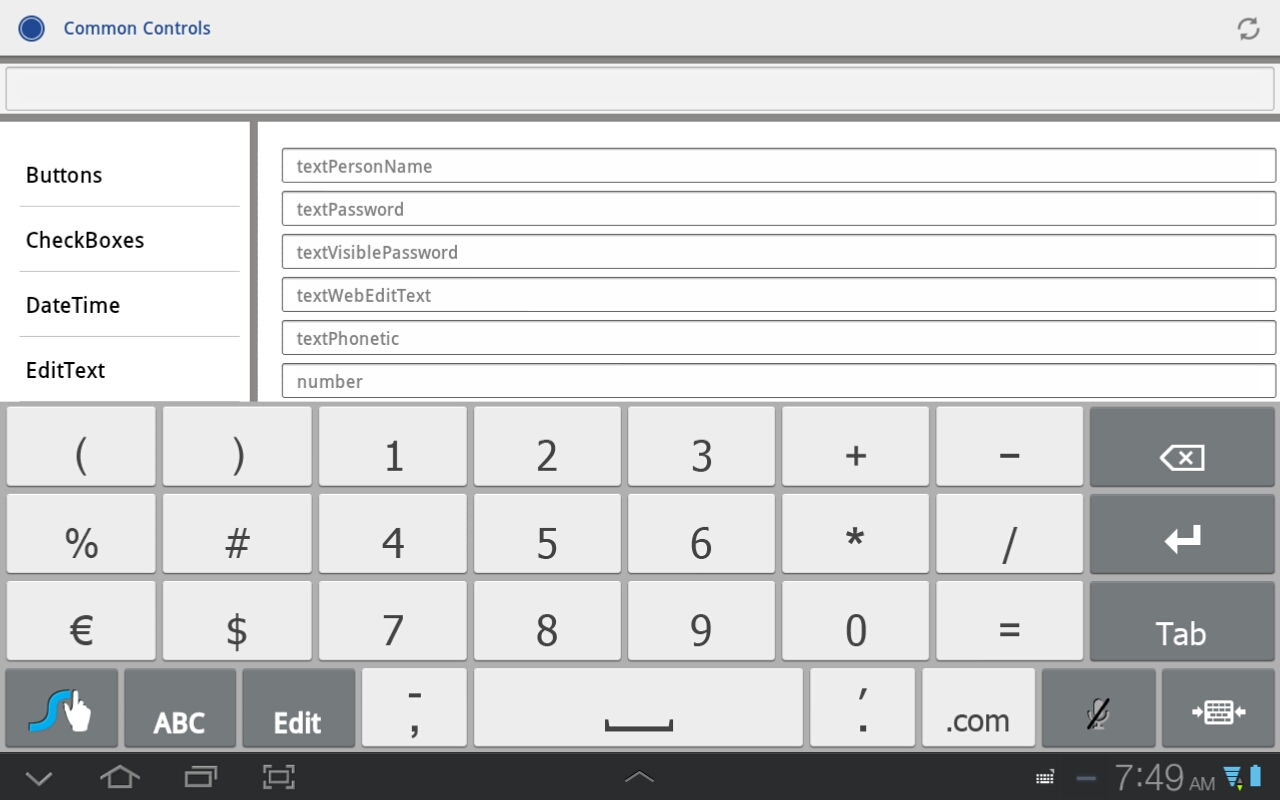 Common Controls
Buttons
CheckBoxes
DateTime
EditText
textPersonName
textPassword
textVisiblePassword
textWebEditText
textPhonetic
number
( ) 1 2 3 + -
% # 4 5 6 * /
€ $ 7 8 9 0 = Tab
ABC Edit - , ' . .com
7:49 AM